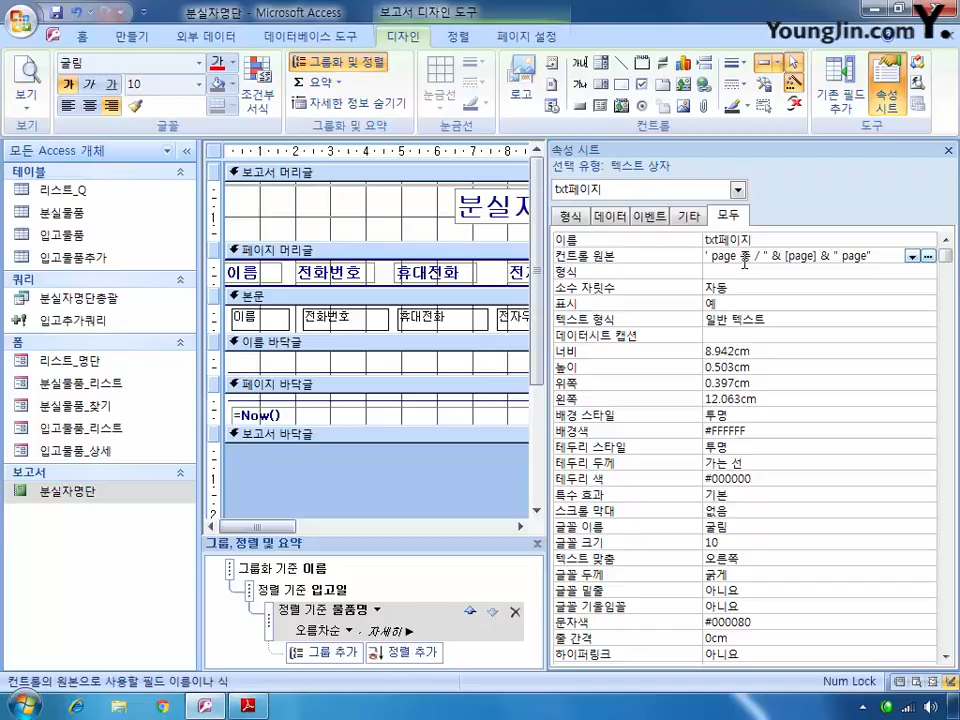 분실자명단 - Microsoft Access
보고서 디자인 도구
YoungJin.com Y.
홈 만들기 외부 데이터 데이터베이스 도구 디자인 정렬 페이지 설정
보기
굴림
가 가 가 10
조건부 서식
그룹화 및 정렬
Σ 요약
자세한 정보 숨기기
눈금선
로고
기존 필드 추가
속성 시트
보기 글꼴 그룹화 및 요약 눈금선 컨트롤 도구
모든 Access 개체
테이블
리스트_Q
분실물품
입고물품
입고추가
쿼리
분실자명단총괄
입고추가쿼리
폼
리스트_명단
분실물품_리스트
분실물품_찾기
입고물품_리스트
입고물품_상세
보고서
분실자명단
1 2 3 4 5 6 7 8
보고서 머리글
분실자
페이지 머리글
이름 전화번호 휴대전화
본문
이름 전화번호 휴대전화 전자우
이름 바닥글
페이지 바닥글
=Now()
보고서 바닥글
그룹, 정렬 및 요약
그룹화 기준 이름
정렬 기준 입고일
정렬 기준 물품명
오름차순 자세히
그룹 추가 정렬 추가
속성 시트
선택 유형: 텍스트 상자
txt페이지
형식 데이터 이벤트 기타 모두
이름 txt페이지
컨트롤 원본 ' page 중 / " & [page] & " page"
형식
소수 자릿수 자동
표시 예
텍스트 형식 일반 텍스트
데이터시트 캡션
너비 8.942cm
높이 0.503cm
위쪽 0.397cm
왼쪽 12.063cm
배경 스타일 투명
배경색 #FFFFFF
테두리 스타일 투명
테두리 두께 가는 선
테두리 색 #000000
특수 효과 기본
스크롤 막대 없음
글꼴 이름 굴림
글꼴 크기 10
텍스트 맞춤 오른쪽
글꼴 두께 굵게
글꼴 밑줄 아니요
글꼴 기울임꼴 아니요
문자색 #000080
줄 간격 0cm
하이퍼링크 아니요
컨트롤의 원본으로 사용할 필드 이름이나 식
Num Lock
오후 4:44